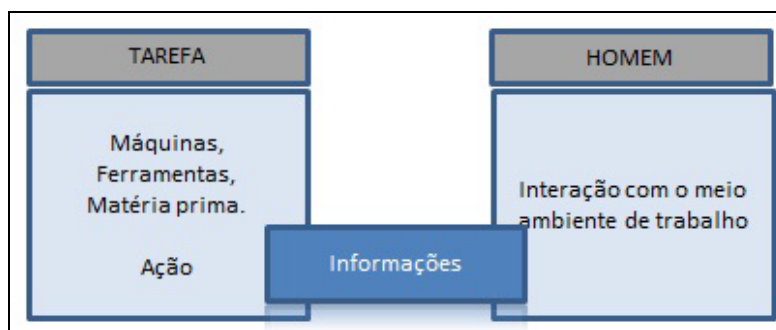 TAREFA
Máquinas,
Ferramentas,
Matéria prima.
Ação
Informações
HOMEM
Interação com o meio
ambiente de trabalho